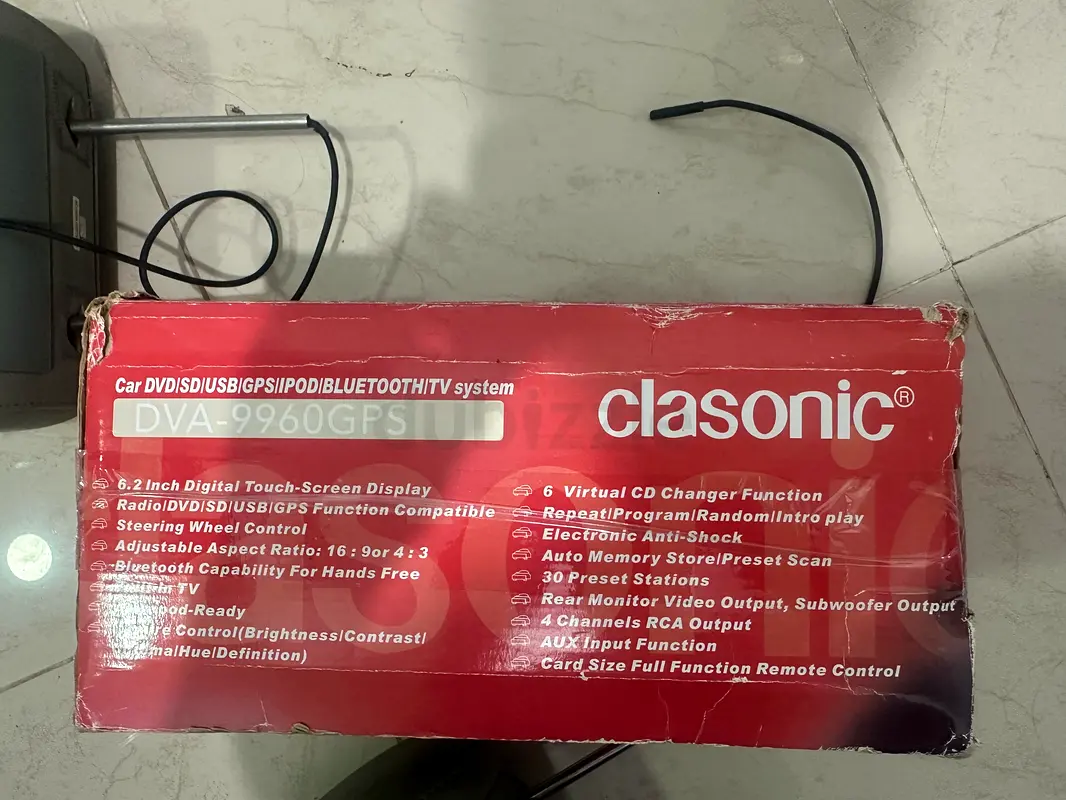 Car DVD|SD|USB|GPS|IPOD|BLUETOOTH|TV system
DVA-9960GPS
clasonic®
6.2 Inch Digital Touch-Screen Display
Radio|DVD|SD|USB|GPS Function Compatible
Steering Wheel Control
Adjustable Aspect Ratio: 16 : 9or 4 : 3
Bluetooth Capability For Hands Free
TV
Control(Brightness|Contrast|
|Hue|Definition)
6 Virtual CD Changer Function
Repeat|Program|Random|Intro play
Electronic Anti-Shock
Auto Memory Store|Preset Scan
30 Preset Stations
Rear Monitor Video Output, Subwoofer Output
4 Channels RCA Output
AUX Input Function
Card Size Full Function Remote Control